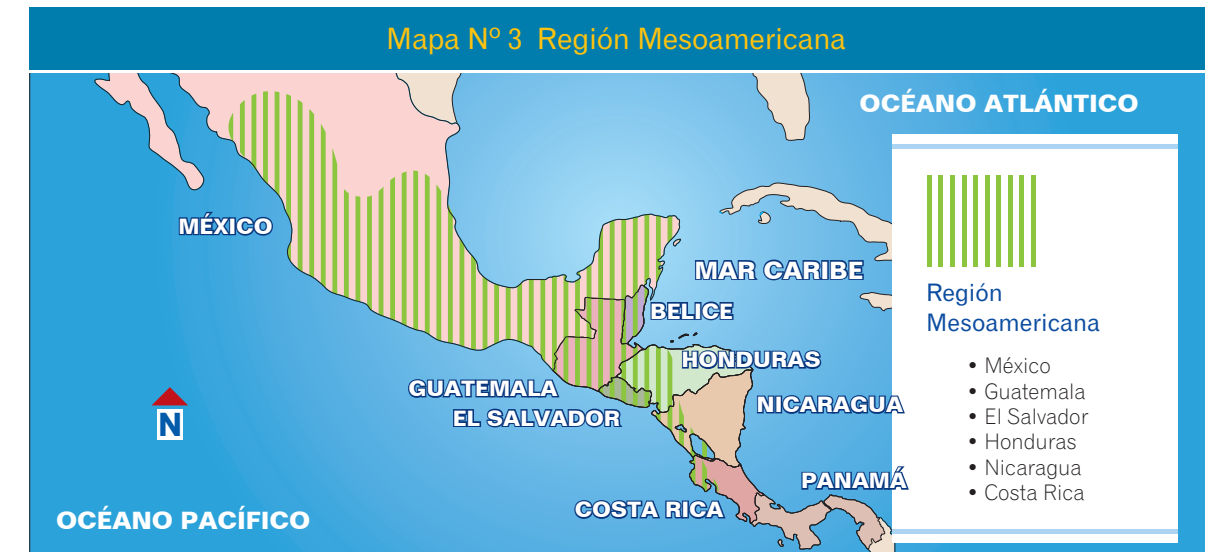 Mapa Nº 3 Región Mesoamericana
OCÉANO ATLÁNTICO
MÉXICO
MAR CARIBE
BELICE
HONDURAS
GUATEMALA
EL SALVADOR
NICARAGUA
N
PANAMÁ
COSTA RICA
OCÉANO PACÍFICO
Región
Mesoamericana
• México
• Guatemala
• El Salvador
• Honduras
• Nicaragua
• Costa Rica